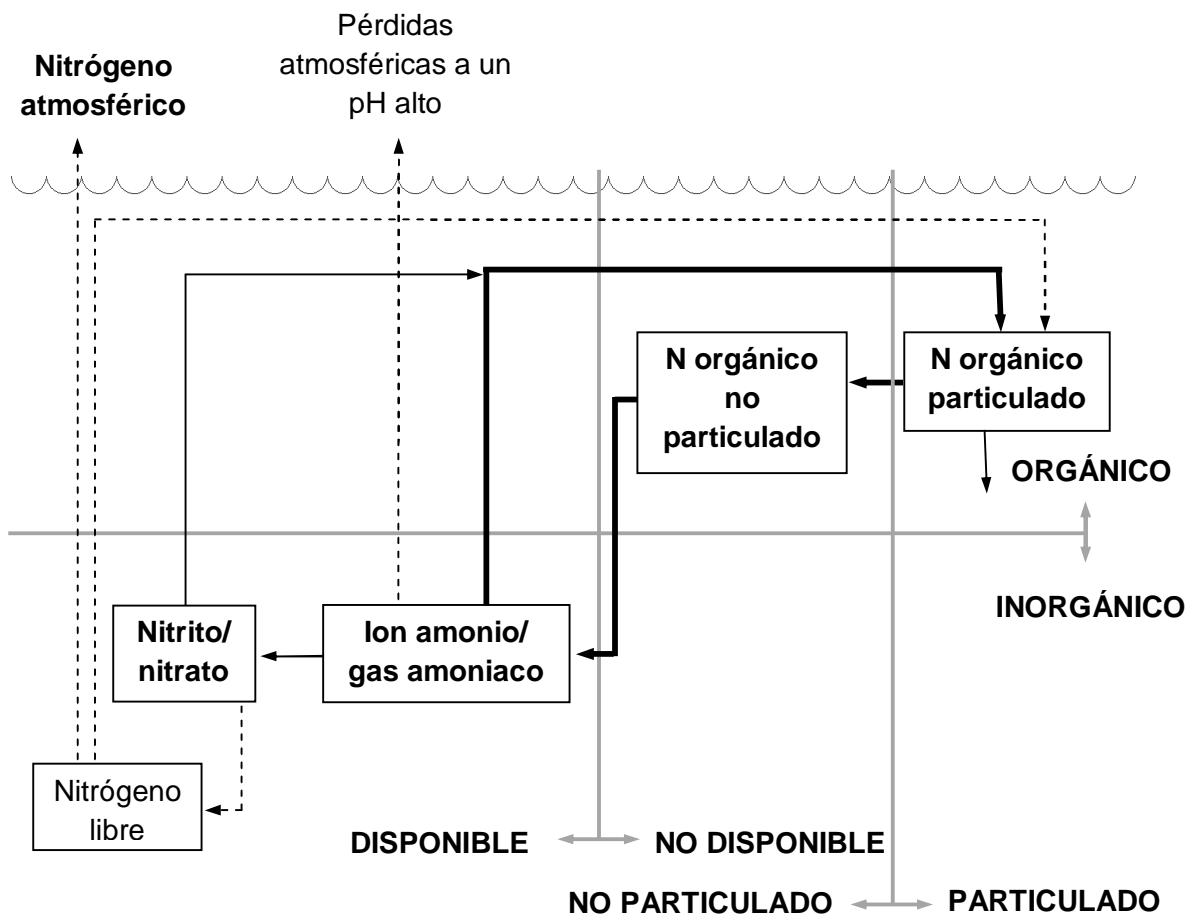 Pérdidas
atmosféricas a un
pH alto
Nitrógeno
atmosférico
N orgánico
no
particulado
N orgánico
particulado
ORGÁNICO
INORGÁNICO
Nitrito/
nitrato
Ion amonio/
gas amoniaco
Nitrógeno
libre
DISPONIBLE
NO DISPONIBLE
NO PARTICULADO
PARTICULADO